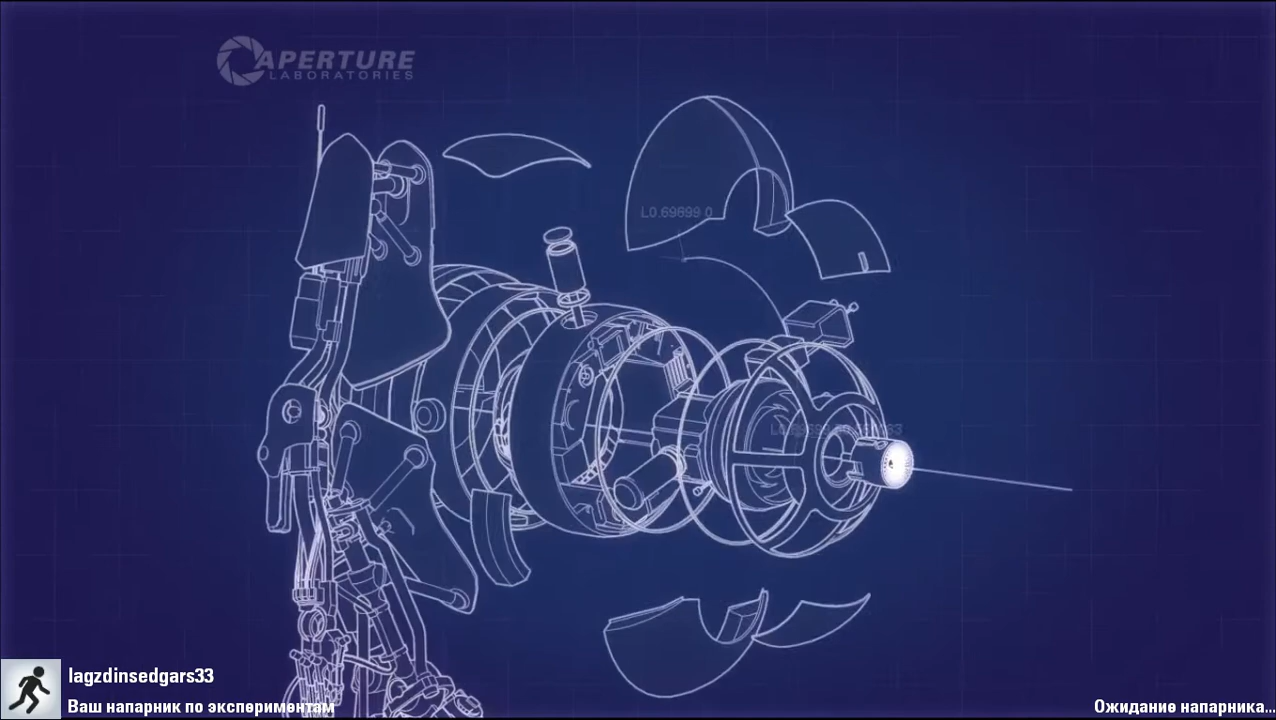 APERTURE
LABORATORIES
L0.69699 0
lagzdinsedgars33
Ваш напарник по экспериментам
Ожидание напарника...